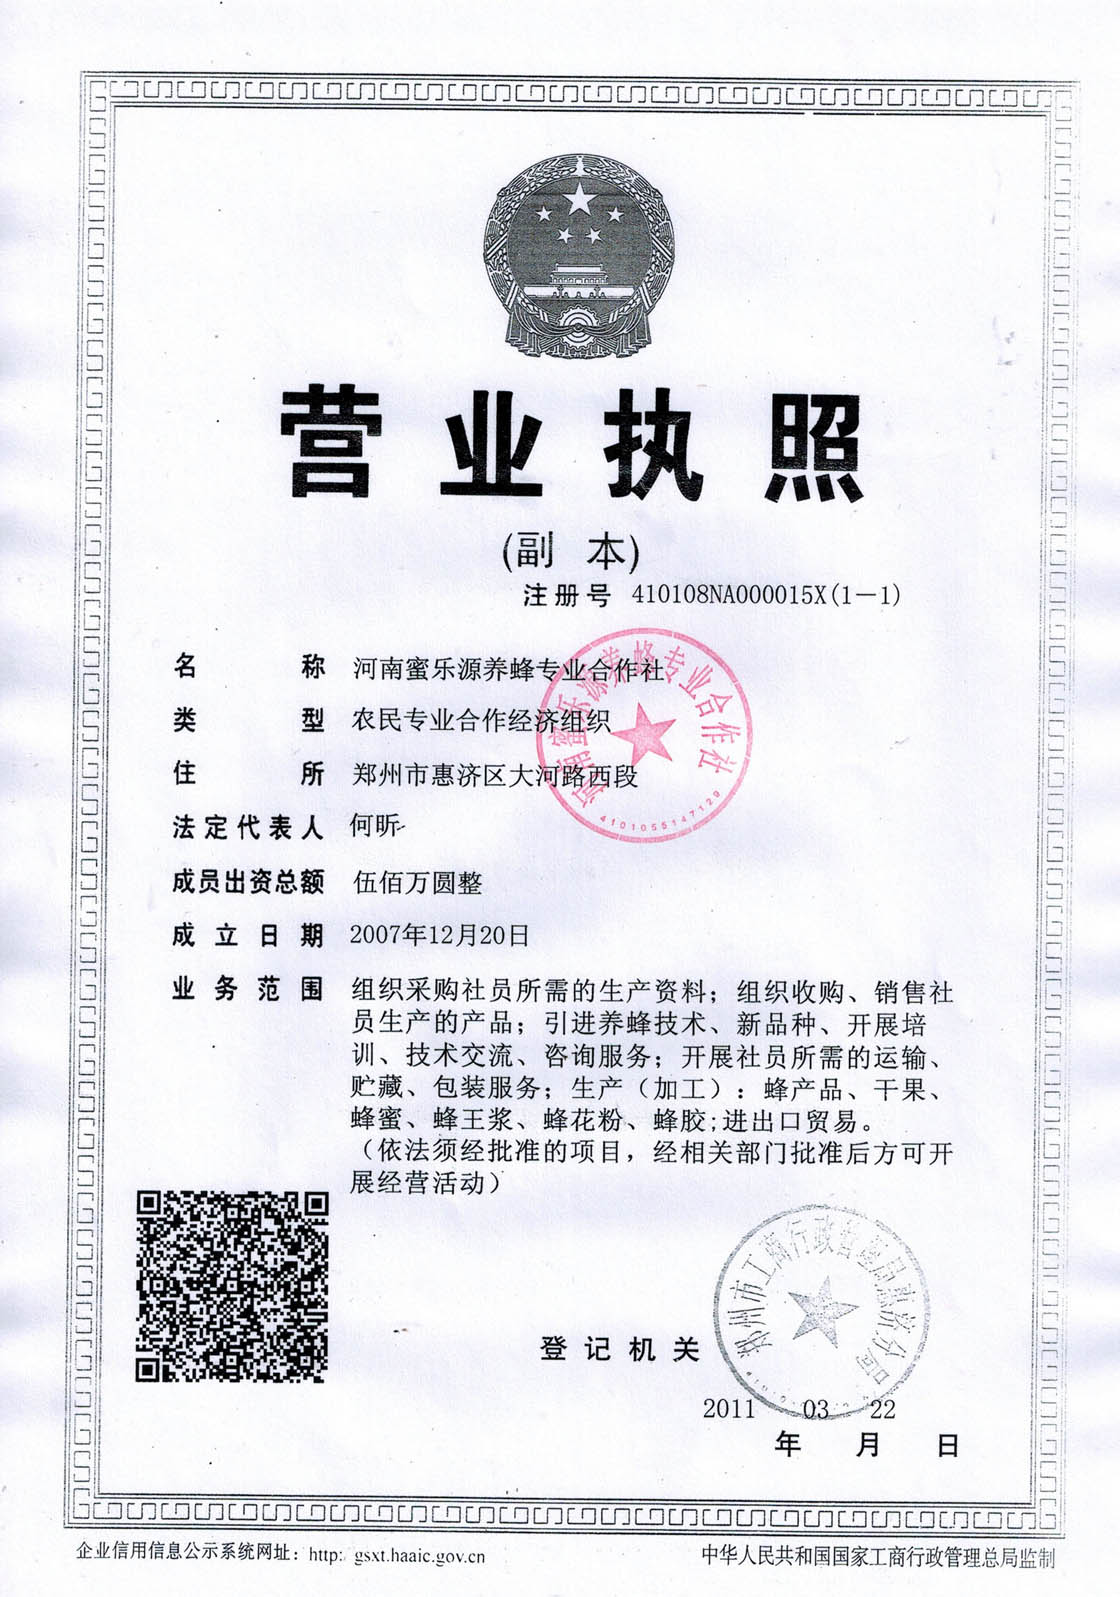 营业执照
(副 本)
注册号 410108NA000015X(1-1)
名 称 河南蜜乐源养蜂专业合作社
类 型 农民专业合作经济组织
住 所 郑州市惠济区大河路西段
法定代表人 何昕
成员出资总额 伍佰万圆整
成立日期 2007年12月20日
业务范围 组织采购社员所需的生产资料；组织收购、销售社
员生产的产品；引进养蜂技术、新品种、开展培
训、技术交流、咨询服务；开展社员所需的运输、
贮藏、包装服务；生产（加工）：蜂产品、干果、
蜂蜜、蜂王浆、蜂花粉、蜂胶;进出口贸易。
（依法须经批准的项目，经相关部门批准后方可开
展经营活动）
河南蜜乐源养蜂专业合作社
4101055147129
郑州市工商行政管理局惠济分局
登记机关
2011 03 22
年 月 日
企业信用信息公示系统网址：http: gsxt.haaic.gov.cn
中华人民共和国国家工商行政管理总局监制